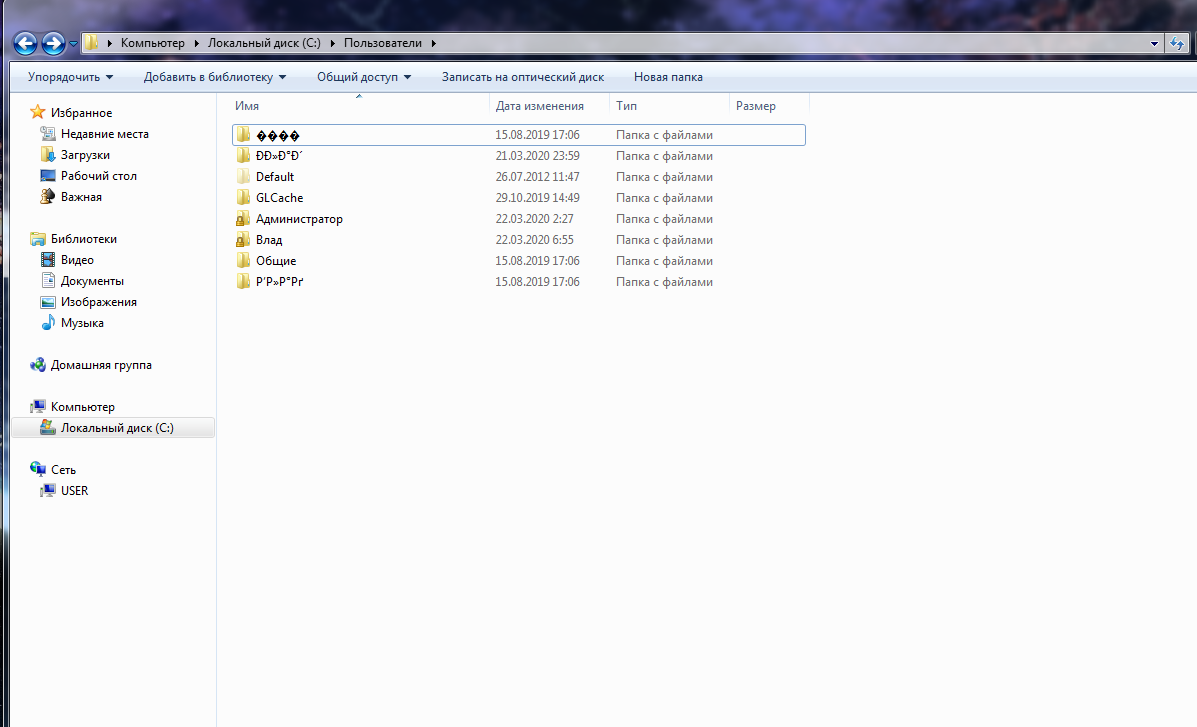 Компьютер Локальный диск (C:) Пользователи
Упорядочить Добавить в библиотеку Общий доступ Записать на оптический диск Новая папка
Избранное
Недавние места
Загрузки
Рабочий стол
Важная
Библиотеки
Видео
Документы
Изображения
Музыка
Домашняя группа
Компьютер
Локальный диск (C:)
Сеть
USER
Имя Дата изменения Тип Размер
���� 15.08.2019 17:06 Папка с файлами
ÐÐ»Ð°Ð´ 21.03.2020 23:59 Папка с файлами
Default 26.07.2012 11:47 Папка с файлами
GLCache 29.10.2019 14:49 Папка с файлами
Администратор 22.03.2020 2:27 Папка с файлами
Влад 22.03.2020 6:55 Папка с файлами
Общие 15.08.2019 17:06 Папка с файлами
Р’Р»Р°Рґ 15.08.2019 17:06 Папка с файлами